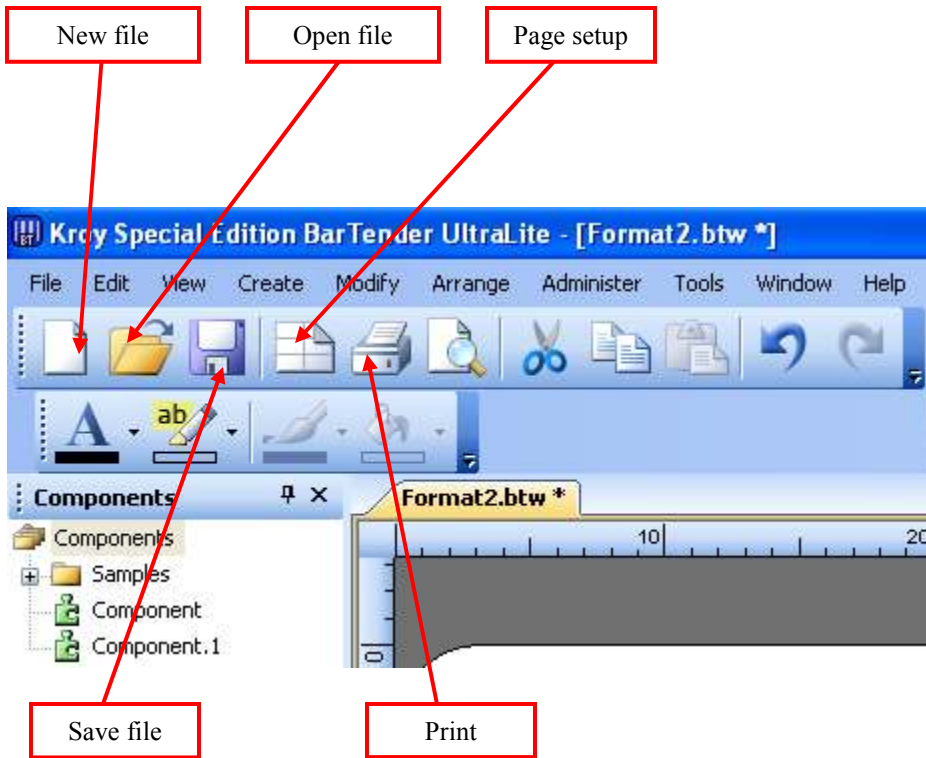 New file Open file Page setup
Kroy Special Edition BarTender UltraLite - [Format2.btw *]
File Edit View Create Modify Arrange Administer Tools Window Help
A ab
Components Format2.btw *
Components 10 20
Samples
Component
Component.1 0
Save file Print